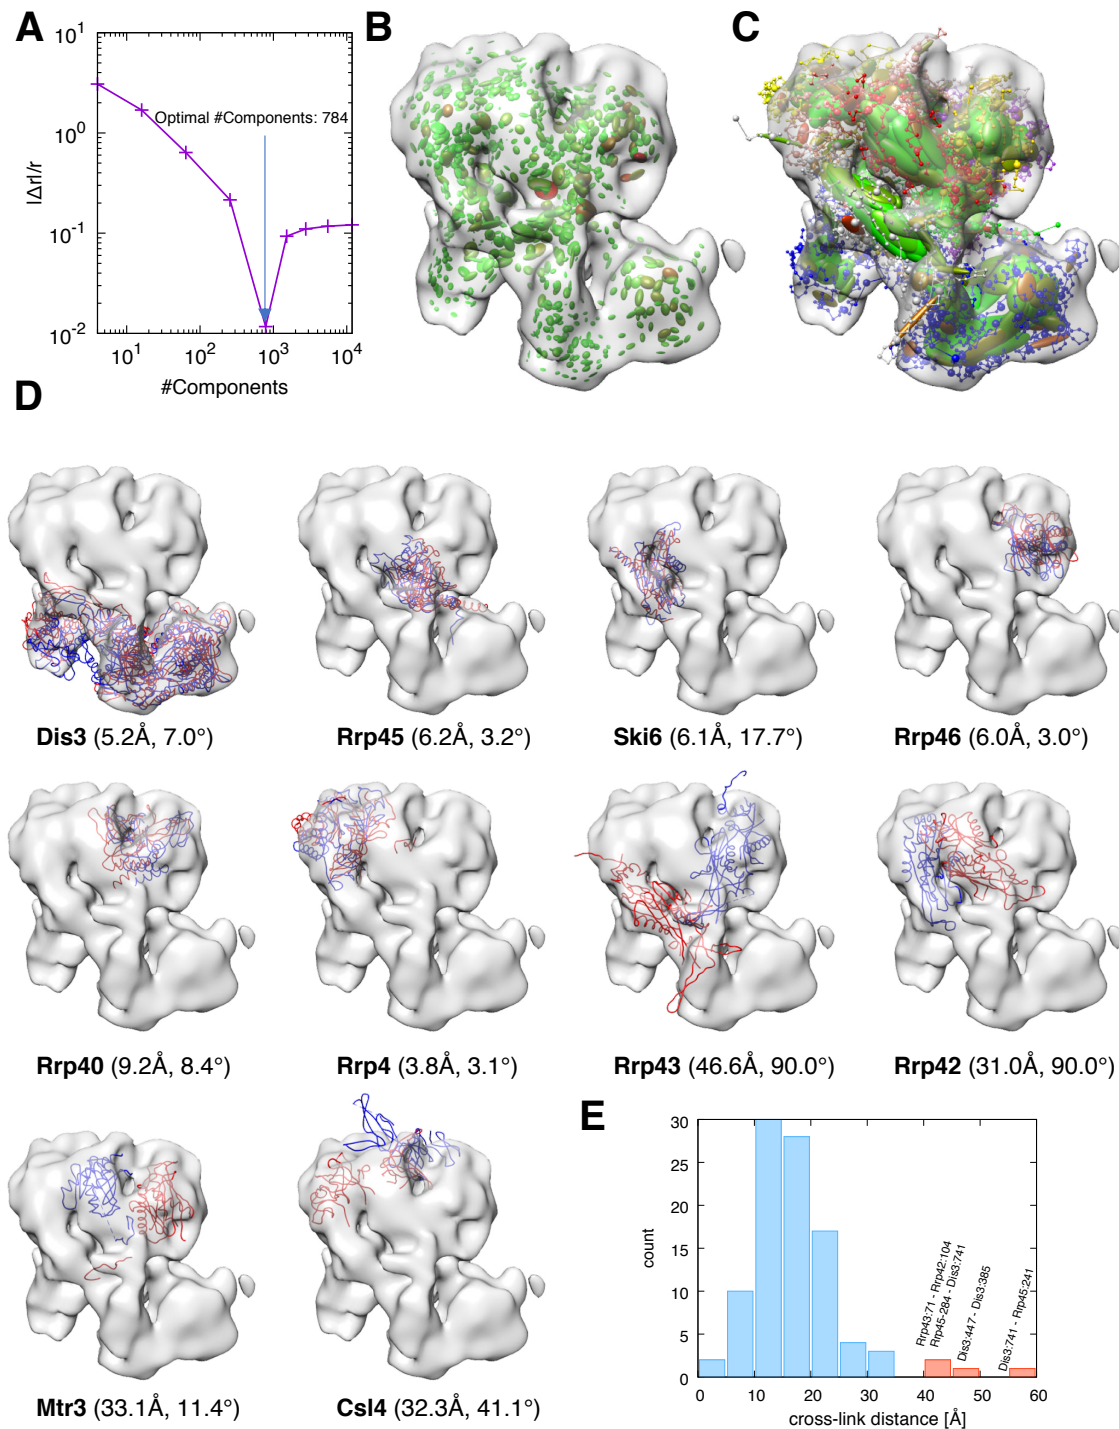 A
B
C
10^1
10^0
10^-1
10^-2
|Δr|/r
Optimal #Components: 784
10^1
10^2
10^3
10^4
#Components
D
Dis3 (5.2Å, 7.0°)
Rrp45 (6.2Å, 3.2°)
Ski6 (6.1Å, 17.7°)
Rrp46 (6.0Å, 3.0°)
Rrp40 (9.2Å, 8.4°)
Rrp4 (3.8Å, 3.1°)
Rrp43 (46.6Å, 90.0°)
Rrp42 (31.0Å, 90.0°)
Mtr3 (33.1Å, 11.4°)
Csl4 (32.3Å, 41.1°)
E
30
25
20
15
10
5
0
count
Rrp43:71 - Rrp42:104
Rrp45-284 - Dis3:741
Dis3:447 - Dis3:385
Dis3:741 - Rrp45:241
0
10
20
30
40
50
60
cross-link distance [Å]